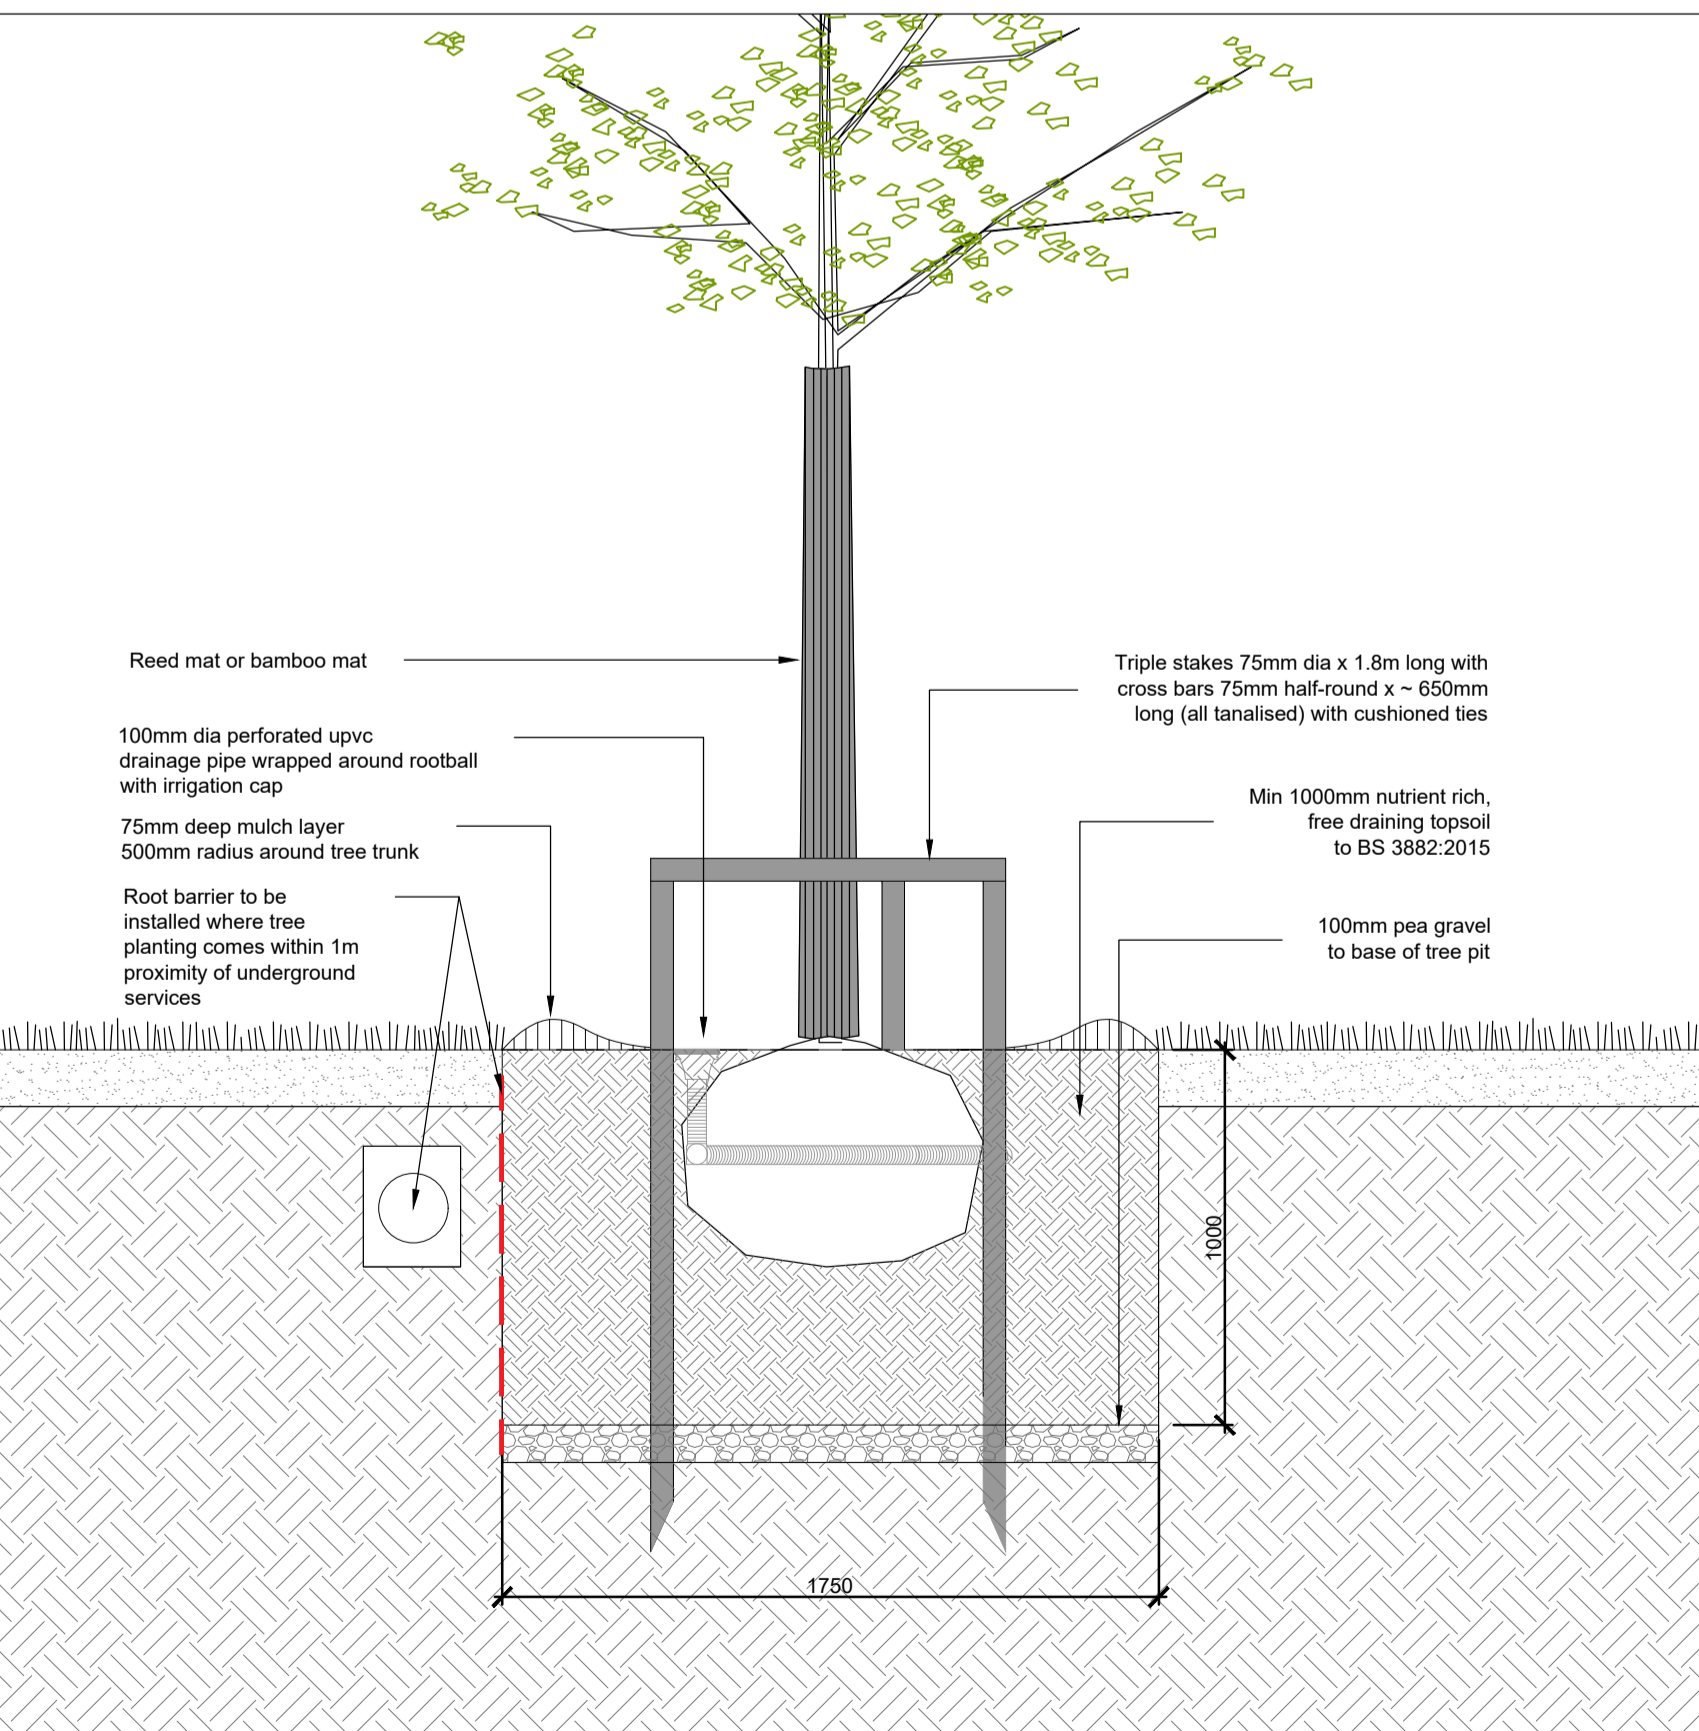 Reed mat or bamboo mat
100mm dia perforated upvc
drainage pipe wrapped around rootball
with irrigation cap
75mm deep mulch layer
500mm radius around tree trunk
Root barrier to be
installed where tree
planting comes within 1m
proximity of underground
services
Triple stakes 75mm dia x 1.8m long with
cross bars 75mm half-round x ~ 650mm
long (all tanalised) with cushioned ties
Min 1000mm nutrient rich,
free draining topsoil
to BS 3882:2015
100mm pea gravel
to base of tree pit
1000
1750